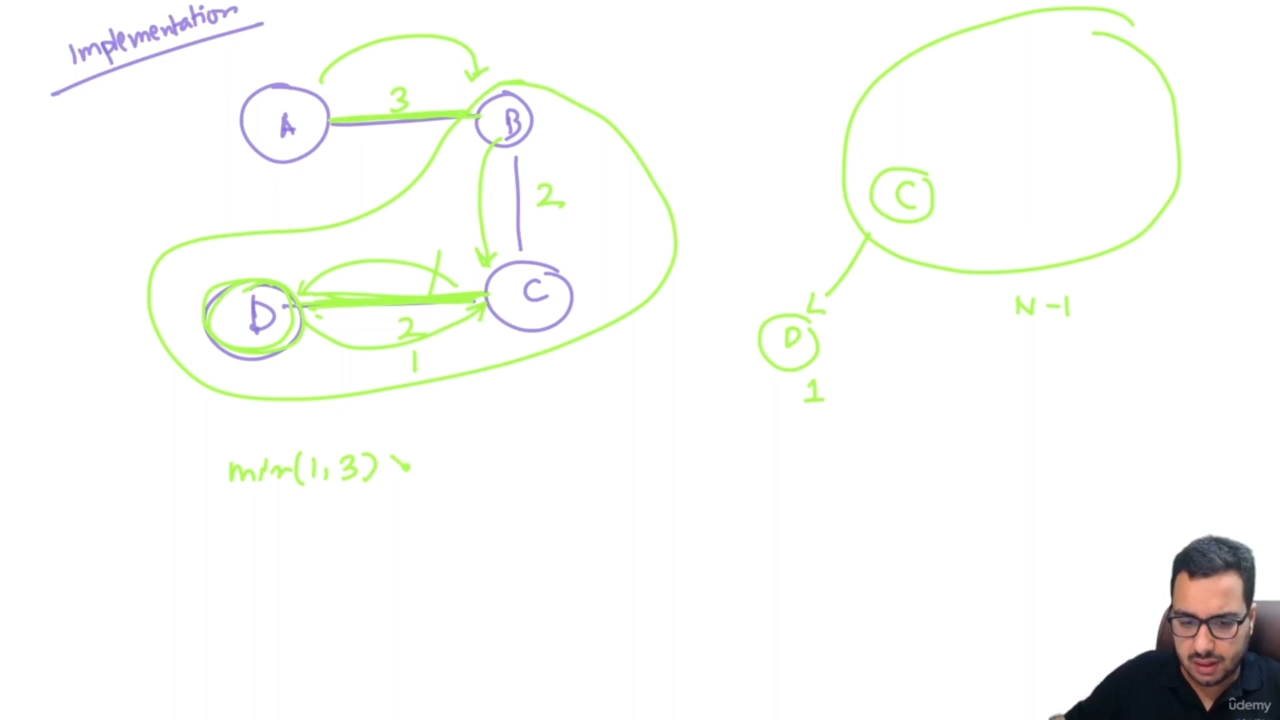 Implementation
A
3
B
2
C
D
2
1
C
N-1
D
1
min(1,3) x
udemy